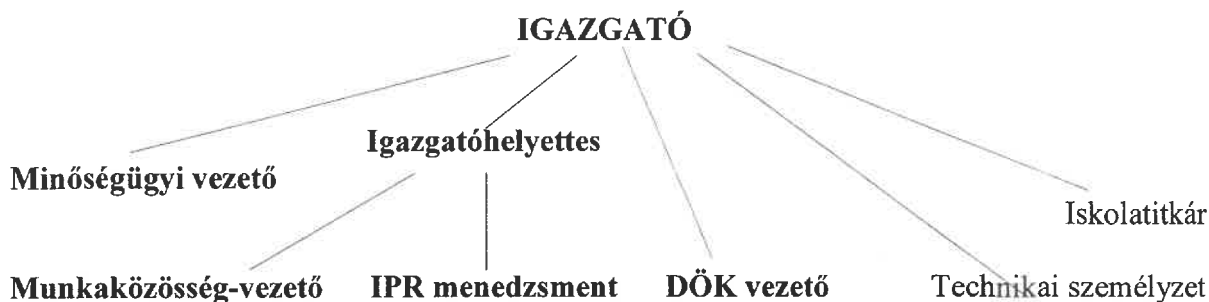 IGAZGATÓ
Igazgatóhelyettes
Minőségügyi vezető
Iskolatitkár
Munkaközösség-vezető IPR menedzsment DÖK vezető Technikai személyzet